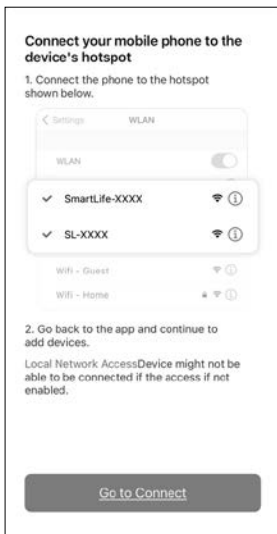 Connect your mobile phone to the
device's hotspot
1. Connect the phone to the hotspot
shown below.
Settings WLAN
WLAN
SmartLife-XXXX
SL-XXXX
Wifi - Guest
Wifi - Home
2. Go back to the app and continue to
add devices.
Local Network AccessDevice might not be
able to be connected if the access if not
enabled.
Go to Connect